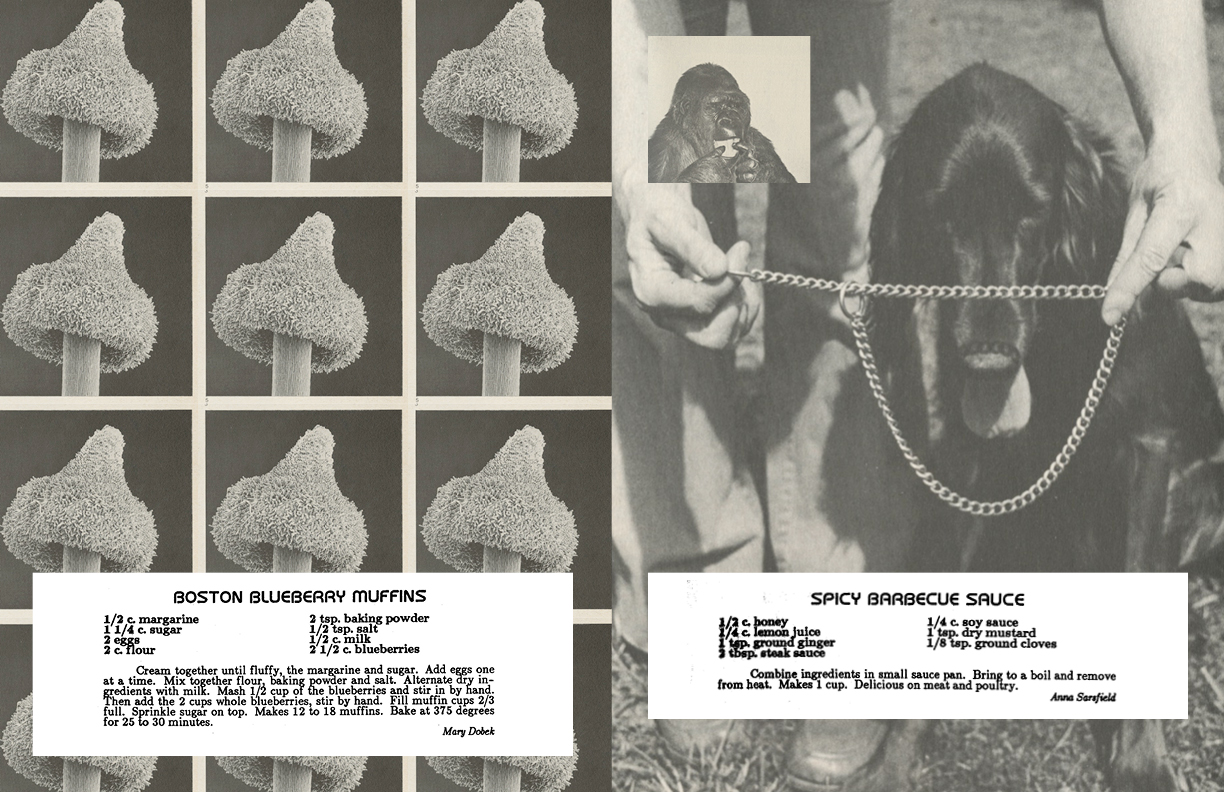 BOSTON BLUEBERRY MUFFINS
1/2 c. margarine
1 1/4 c. sugar
2 eggs
2 c. flour
2 tsp. baking powder
1/2 tsp. salt
1/2 c. milk
2 1/2 c. blueberries
Cream together until fluffy, the margarine and sugar. Add eggs one
at a time. Mix together flour, baking powder and salt. Alternate dry in-
gredients with milk. Mash 1/2 cup of the blueberries and stir in by hand.
Then add the 2 cups whole blueberries, stir by hand. Fill muffin cups 2/3
full. Sprinkle sugar on top. Makes 12 to 18 muffins. Bake at 375 degrees
for 25 to 30 minutes.
Mary Dobek
SPICY BARBECUE SAUCE
1/2 c. honey
1/4 c. lemon juice
1 tsp. ground ginger
2 tbsp. steak sauce
1/4 c. soy sauce
1 tsp. dry mustard
1/8 tsp. ground cloves
Combine ingredients in small sauce pan. Bring to a boil and remove
from heat. Makes 1 cup. Delicious on meat and poultry.
Anna Sarsfield